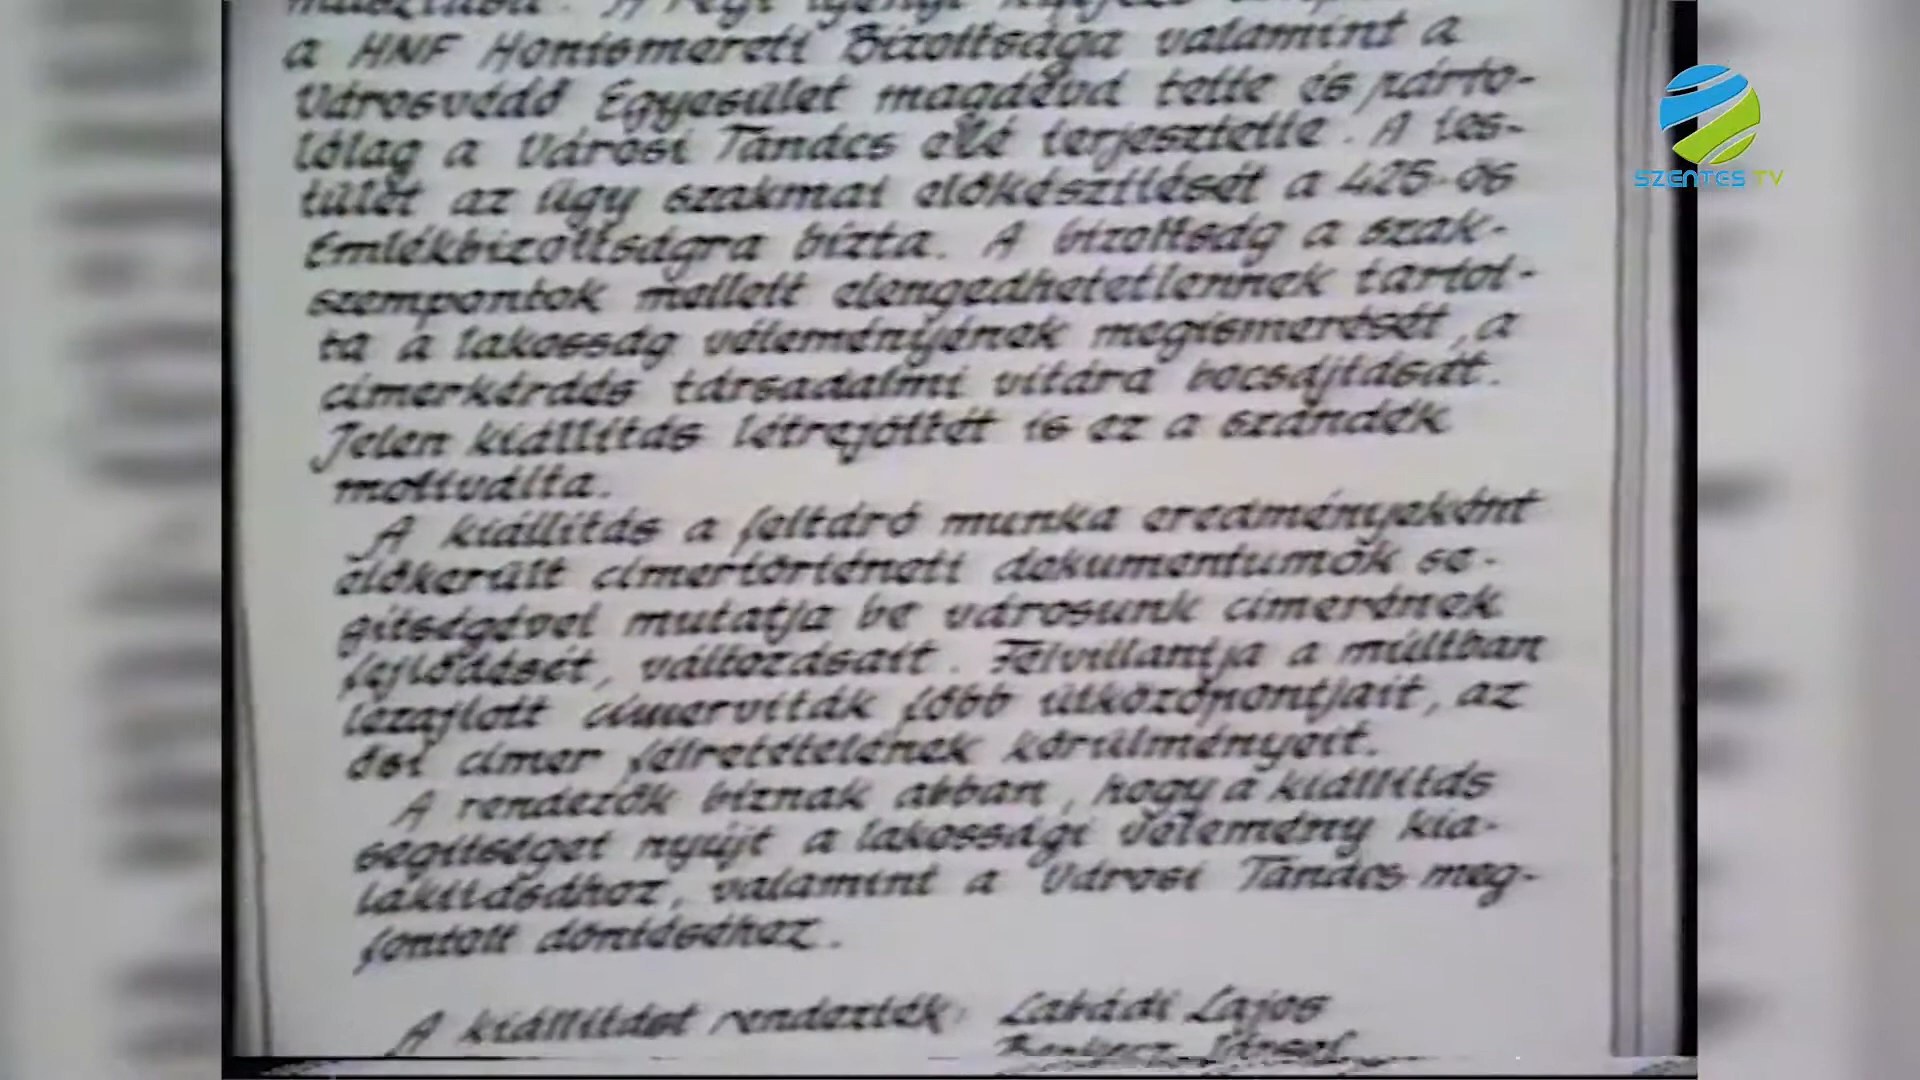 a HNF Honismereti Bizottsága valamint a
Városvédő Egyesület magáévá tette és párto-
lólag a Városi Tanács elé terjesztette. A tes-
tület az ügy szakmai előkészítését a 425-ös
Emlékbizottságra bízta. A bizottság a szak-
szempontok mellett elengedhetetlennek tartot-
ta a lakosság véleményének megismerését, a
címerkérdés társadalmi vitára bocsájtását.
Jelen kiállítás létrejöttét is ez a szándék
motiválta.
A kiállítás a feltáró munka eredményeként
előkerült címertörténeti dokumentumok se-
gítségével mutatja be városunk címerének
fejlődését, változásait. Felvillantja a múltban
lezajlott címerviták főbb ütközőpontjait, az
ősi címer félretételének körülményeit.
A rendezők bíznak abban, hogy a kiállítás
segítséget nyújt a lakossági vélemény kia-
lakításához, valamint a Városi Tanács meg-
fontolt döntéséhez.
A kiállítást rendezték: Labádi Lajos
SZENTES TV